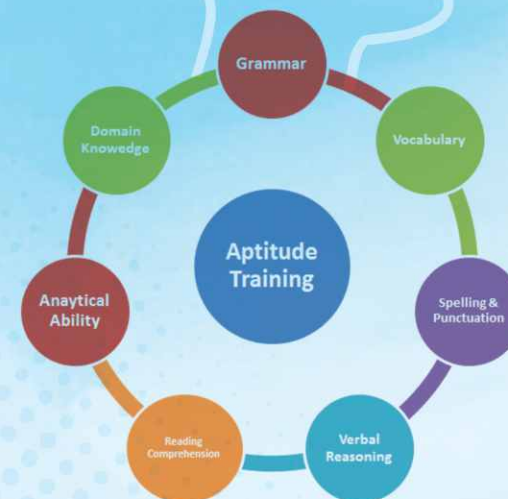 Grammar
Vocabulary
Spelling &
Punctuation
Verbal
Reasoning
Reading
Comprehension
Anaytical
Ability
Domain
Knowedge
Aptitude
Training